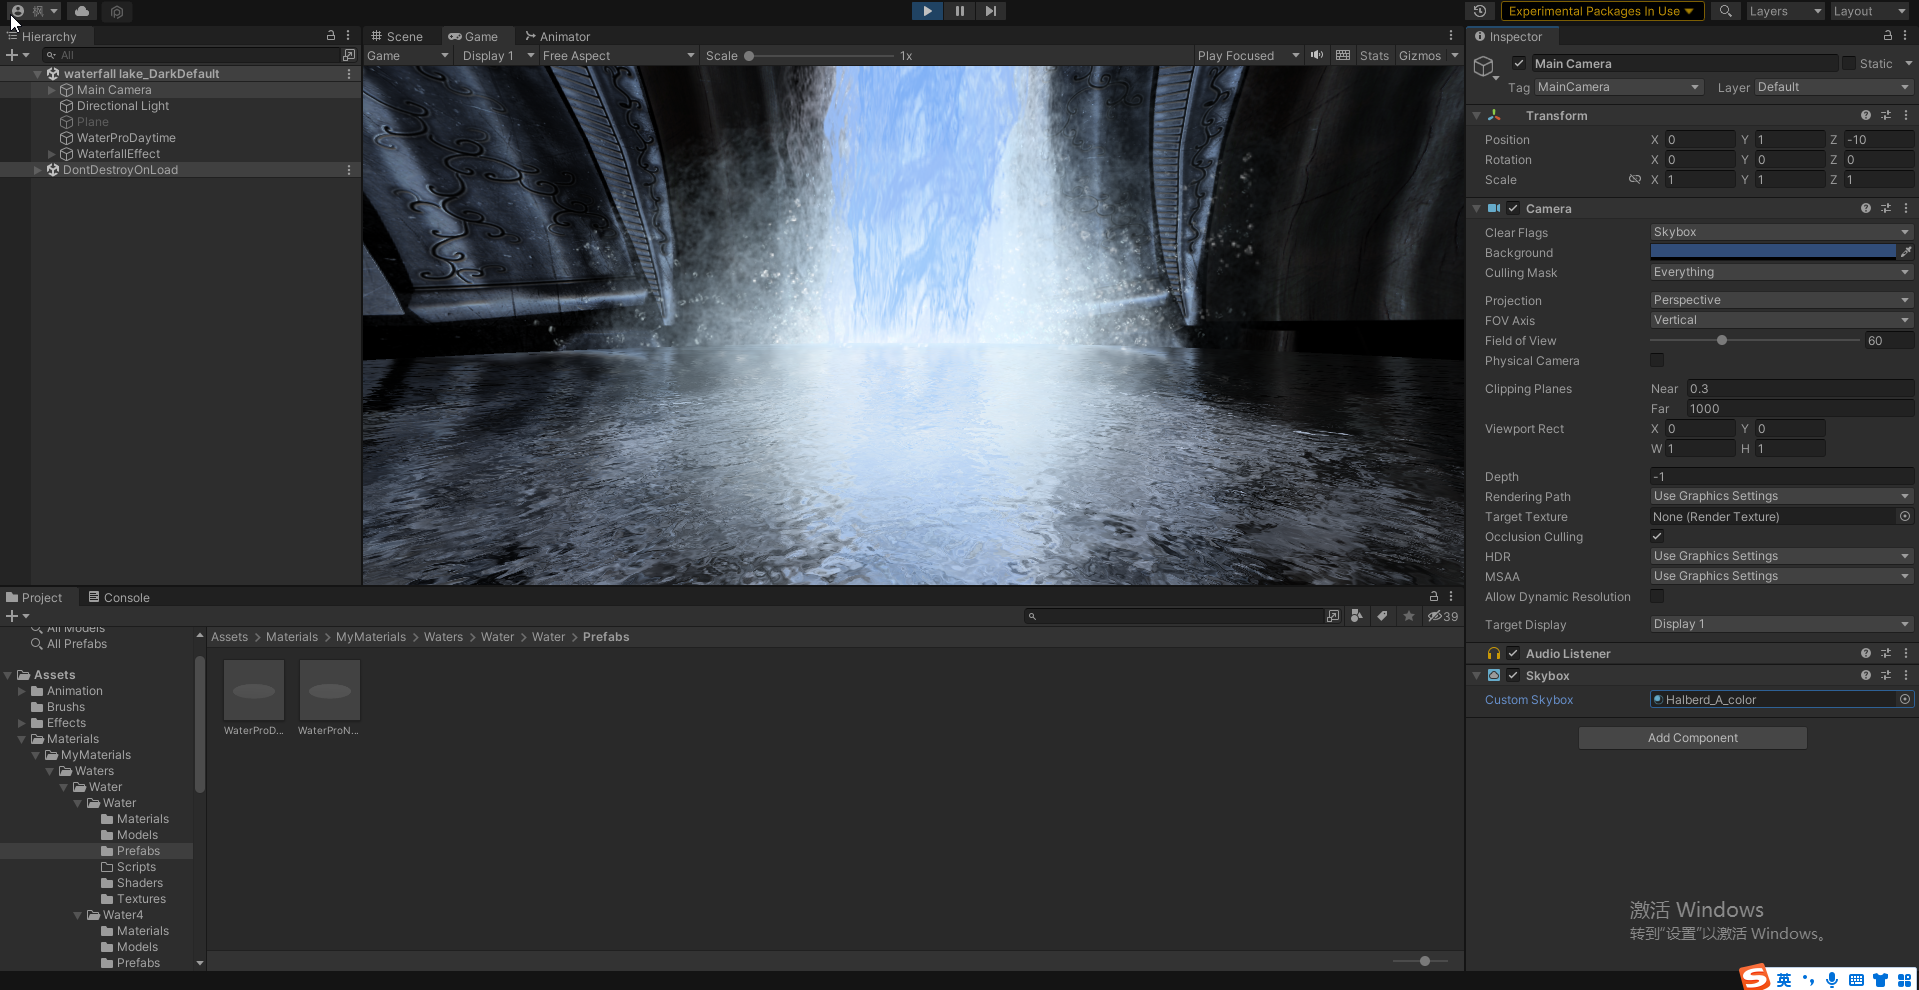 枫
Experimental Packages In Use
Layers
Layout
Hierarchy
Scene
Game
Animator
Inspector
All
Game
Display 1
Free Aspect
Scale
1x
Play Focused
Stats
Gizmos
waterfall lake_DarkDefault
Main Camera
Directional Light
Plane
WaterProDaytime
WaterfallEffect
DontDestroyOnLoad
Main Camera
Static
Tag
MainCamera
Layer
Default
Transform
Position X 0 Y 1 Z -10
Rotation X 0 Y 0 Z 0
Scale X 1 Y 1 Z 1
Camera
Clear Flags Skybox
Background
Culling Mask Everything
Projection Perspective
FOV Axis Vertical
Field of View 60
Physical Camera
Clipping Planes Near 0.3
Far 1000
Viewport Rect X 0 Y 0
W 1 H 1
Depth -1
Rendering Path Use Graphics Settings
Target Texture None (Render Texture)
Occlusion Culling
HDR Use Graphics Settings
MSAA Use Graphics Settings
Allow Dynamic Resolution
Target Display Display 1
Audio Listener
Skybox
Custom Skybox Halberd_A_color
Add Component
Project
Console
39
All Models
All Prefabs
Assets
Animation
Brushs
Effects
Materials
MyMaterials
Waters
Water
Water
Materials
Models
Prefabs
Scripts
Shaders
Textures
Water4
Materials
Models
Prefabs
Assets > Materials > MyMaterials > Waters > Water > Water > Prefabs
WaterProD...
WaterProN...
激活 Windows
转到“设置”以激活 Windows。
英